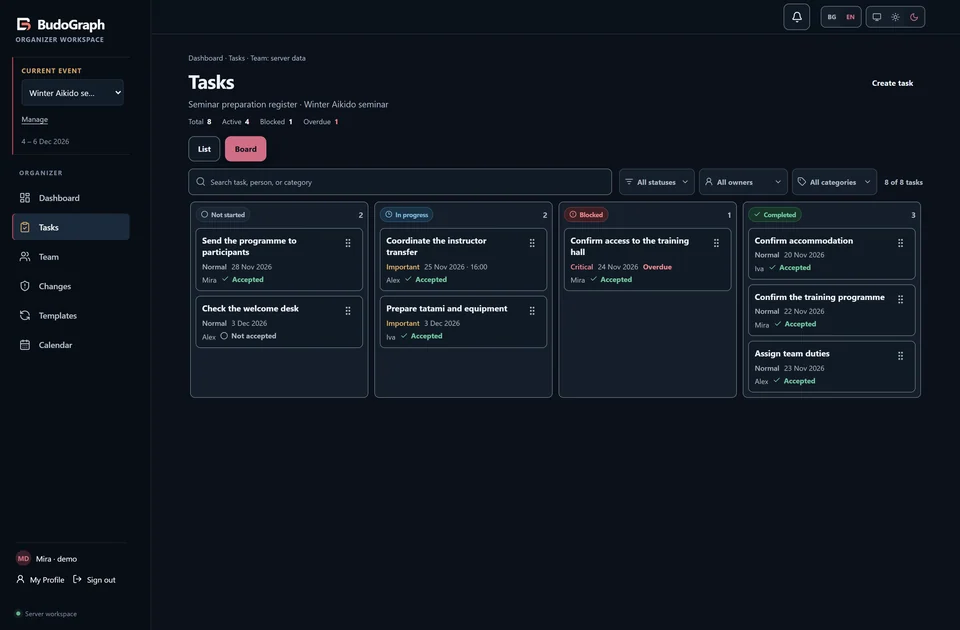 BudoGraph
ORGANIZER WORKSPACE
CURRENT EVENT
Winter Aikido se...
Manage
4 – 6 Dec 2026
ORGANIZER
Dashboard
Tasks
Team
Changes
Templates
Calendar
MD Mira · demo
My Profile Sign out
Server workspace
BG EN
Dashboard · Tasks · Team: server data
Tasks
Create task
Seminar preparation register · Winter Aikido seminar
Total 8 Active 4 Blocked 1 Overdue 1
List Board
Search task, person, or category
All statuses All owners All categories 8 of 8 tasks
Not started 2
Send the programme to
participants
Normal 28 Nov 2026
Mira Accepted
Check the welcome desk
Normal 3 Dec 2026
Alex Not accepted
In progress 2
Coordinate the instructor
transfer
Important 25 Nov 2026 · 16:00
Alex Accepted
Prepare tatami and equipment
Important 3 Dec 2026
Iva Accepted
Blocked 1
Confirm access to the training
hall
Critical 24 Nov 2026 Overdue
Mira Accepted
Completed 3
Confirm accommodation
Normal 20 Nov 2026
Iva Accepted
Confirm the training programme
Normal 22 Nov 2026
Mira Accepted
Assign team duties
Normal 23 Nov 2026
Alex Accepted